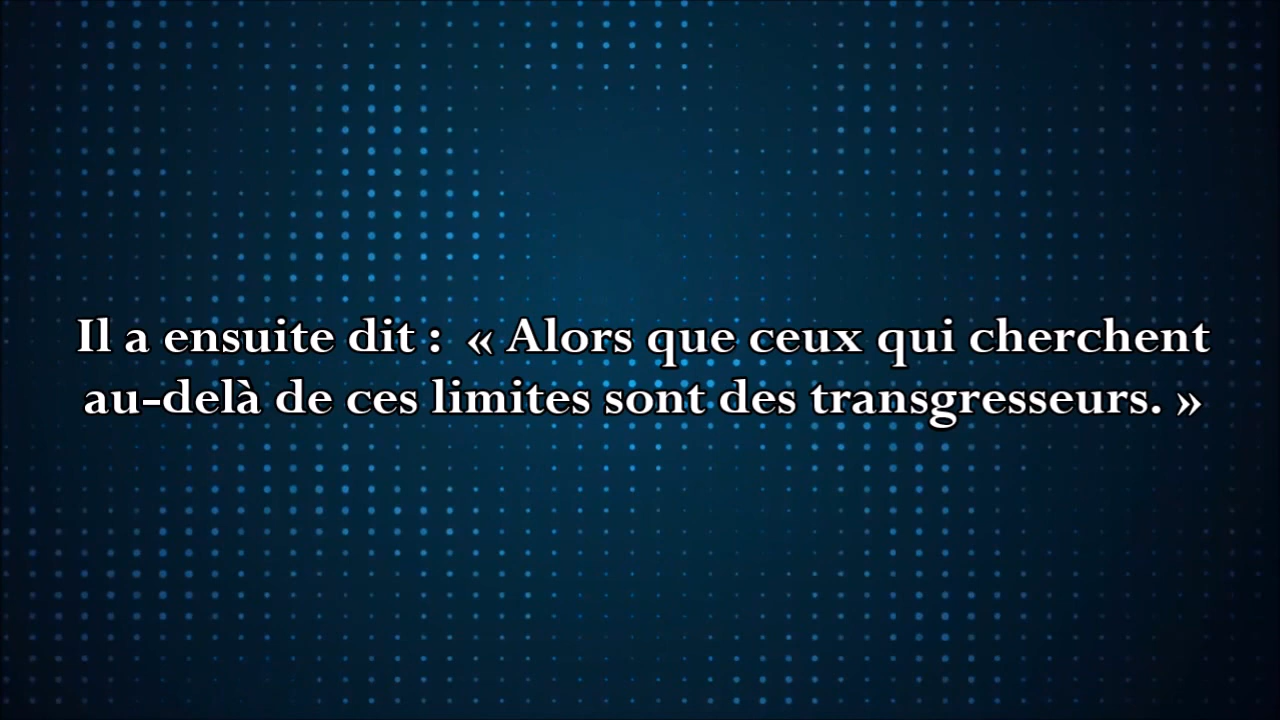 Il a ensuite dit :  « Alors que ceux qui cherchent
au-delà de ces limites sont des transgresseurs. »